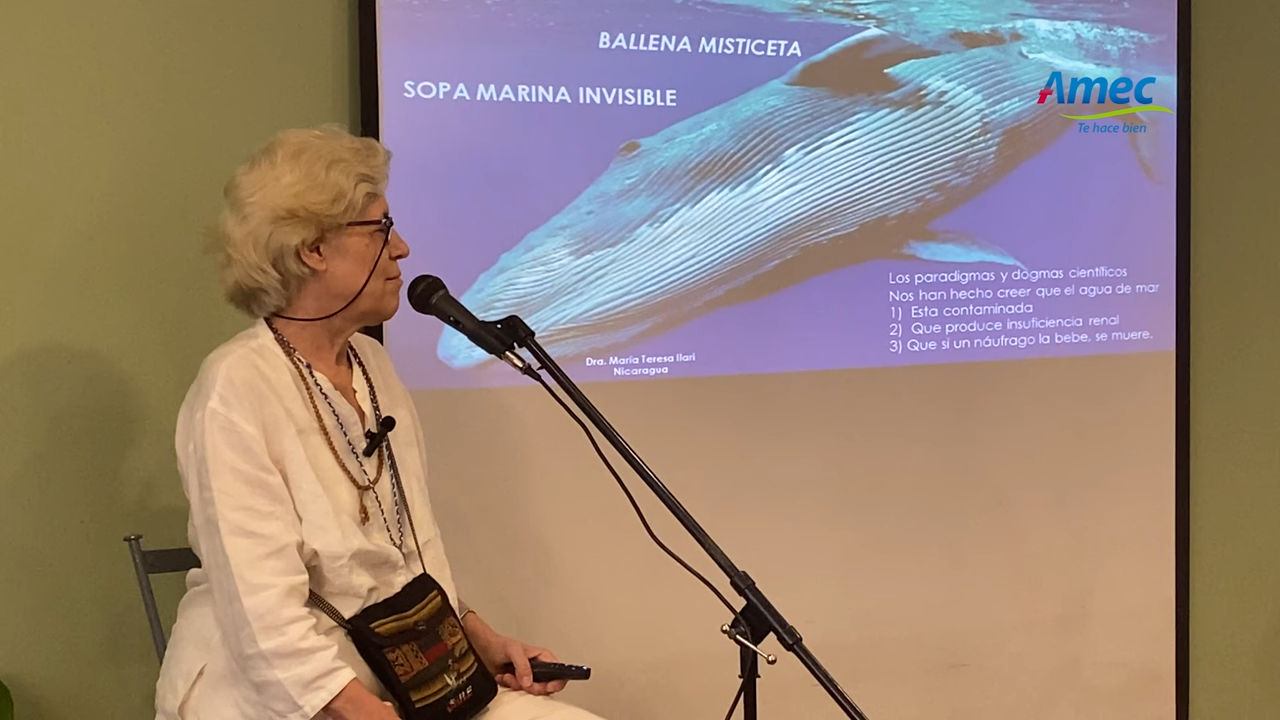 BALLENA MISTICETA
SOPA MARINA INVISIBLE
Amec
Te hace bien
Los paradigmas y dogmas científicos
Nos han hecho creer que el agua de mar
1) Esta contaminada
2) Que produce insuficiencia renal
3) Que si un náufrago la bebe, se muere.
Dra. María Teresa Ilari
Nicaragua